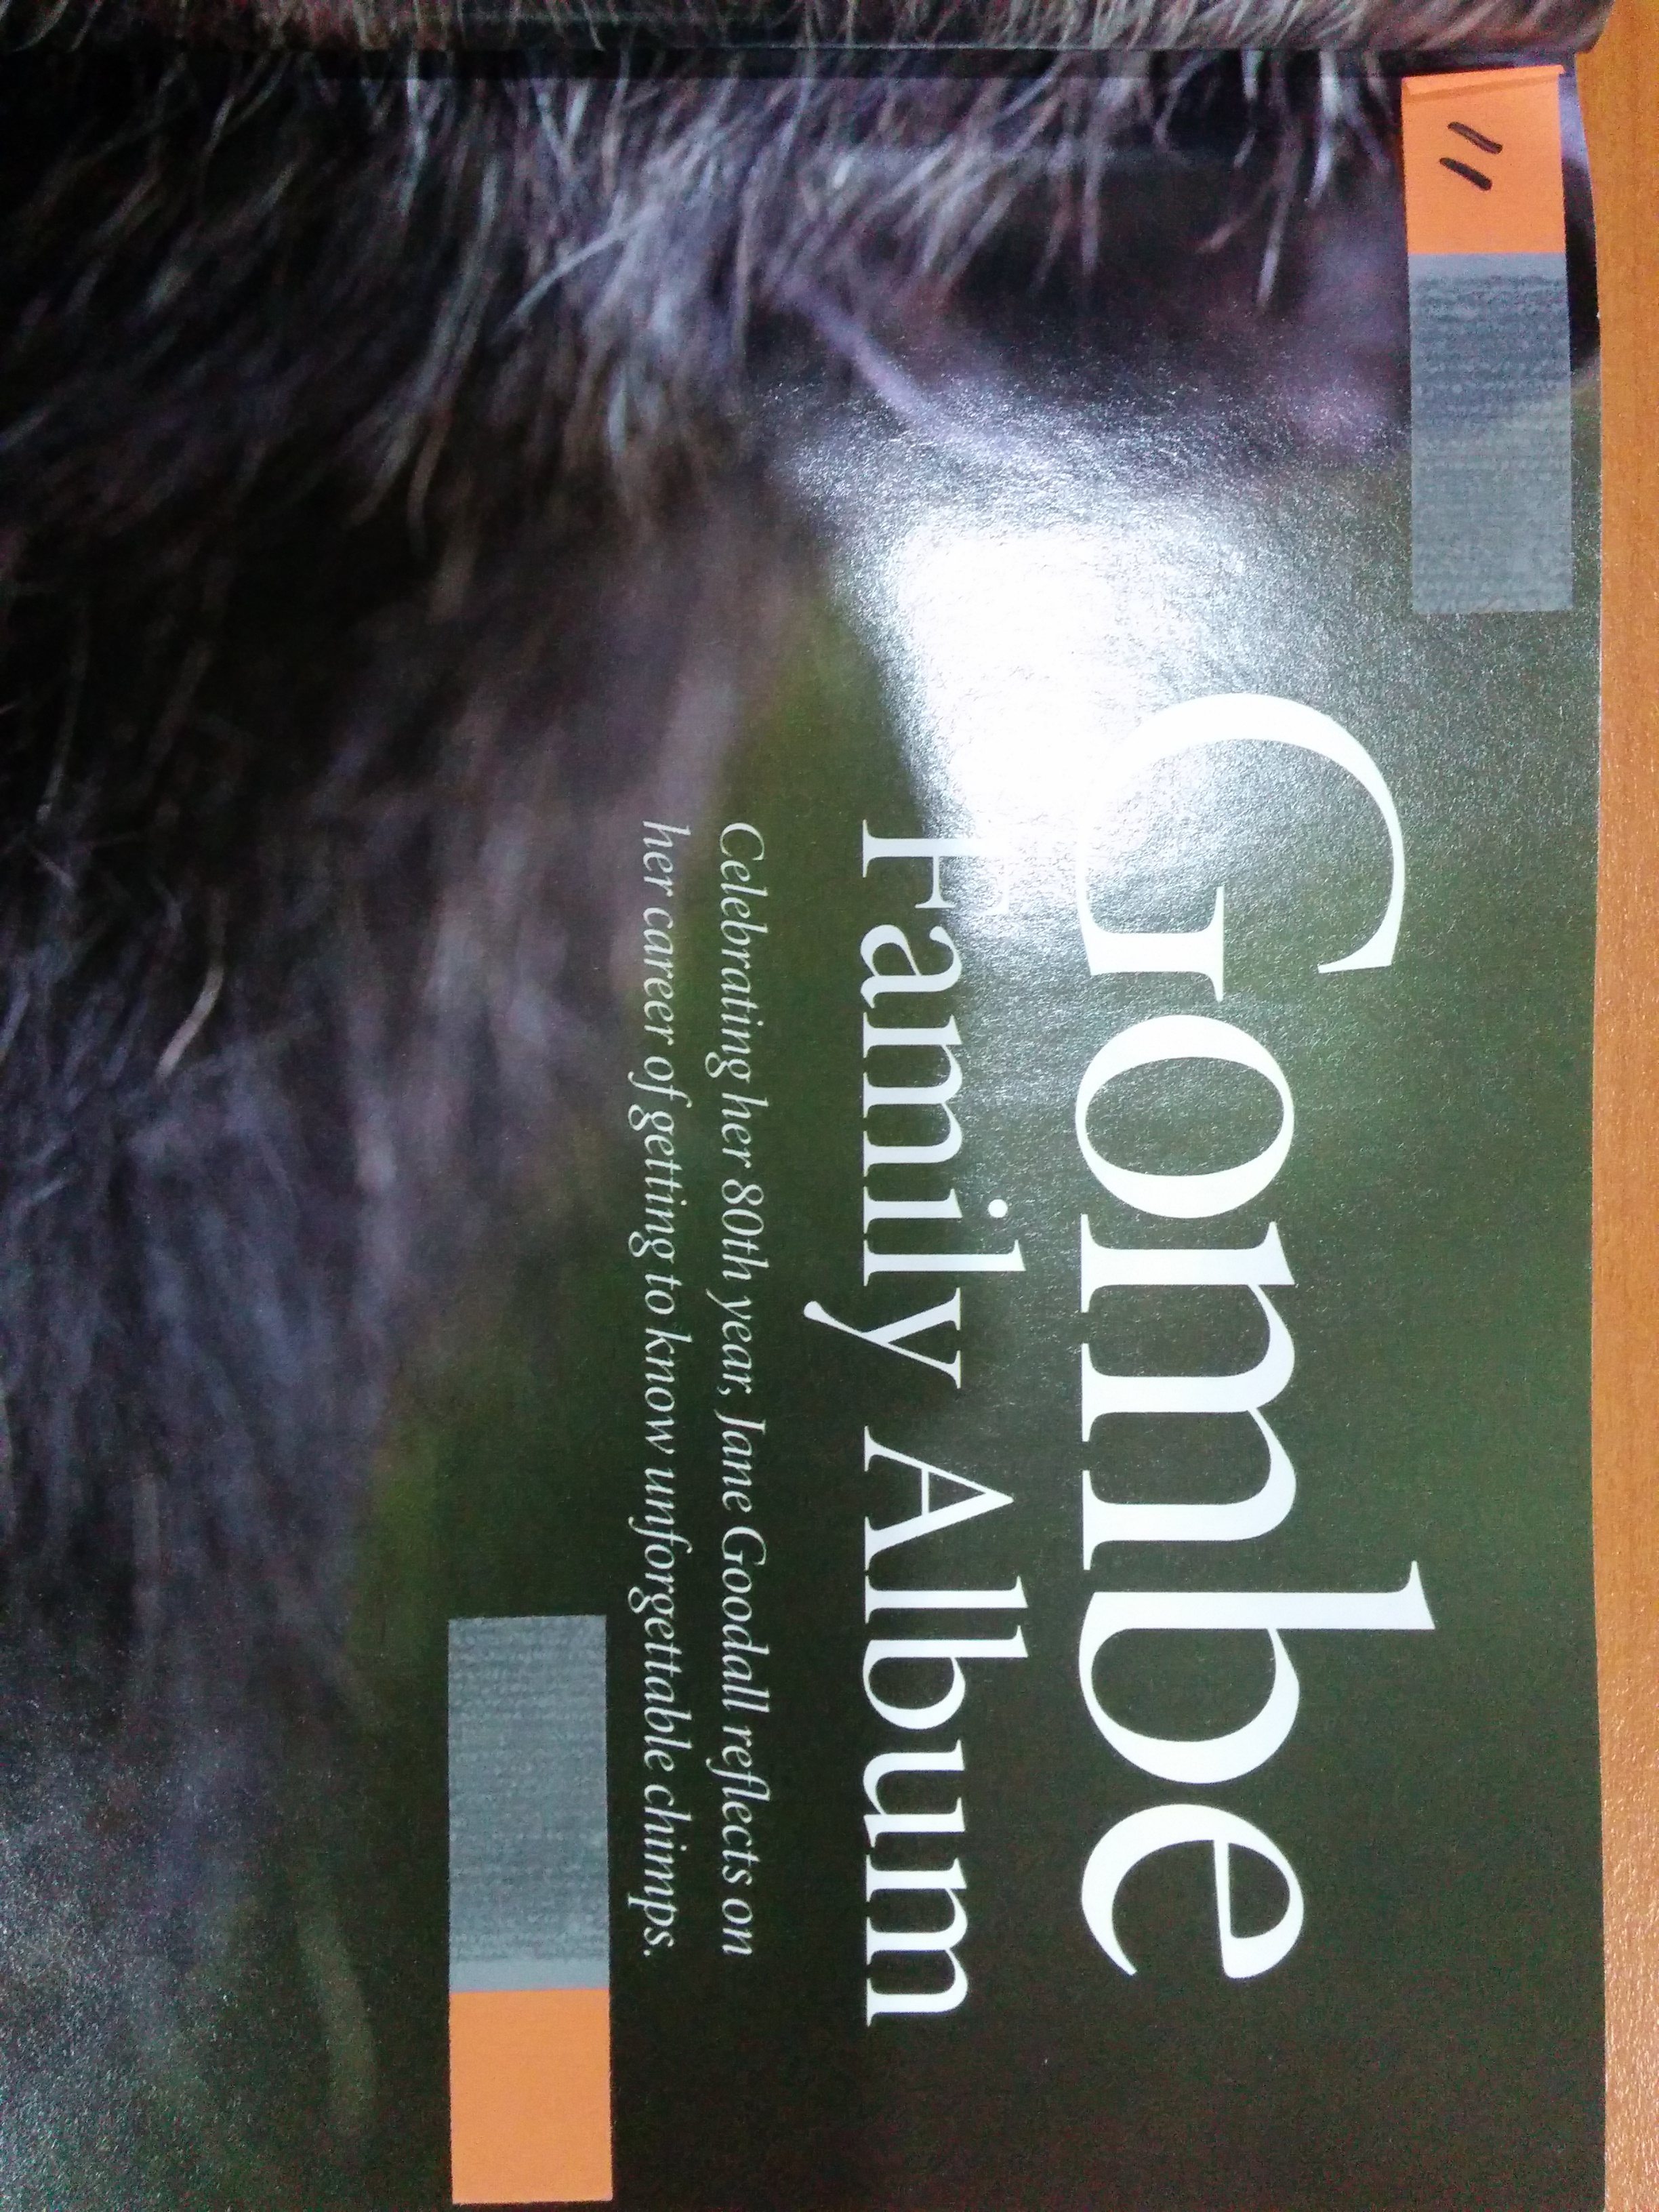 Gombe
Family Album
Celebrating her 80th year, Jane Goodall reflects on
her career of getting to know unforgettable chimps.